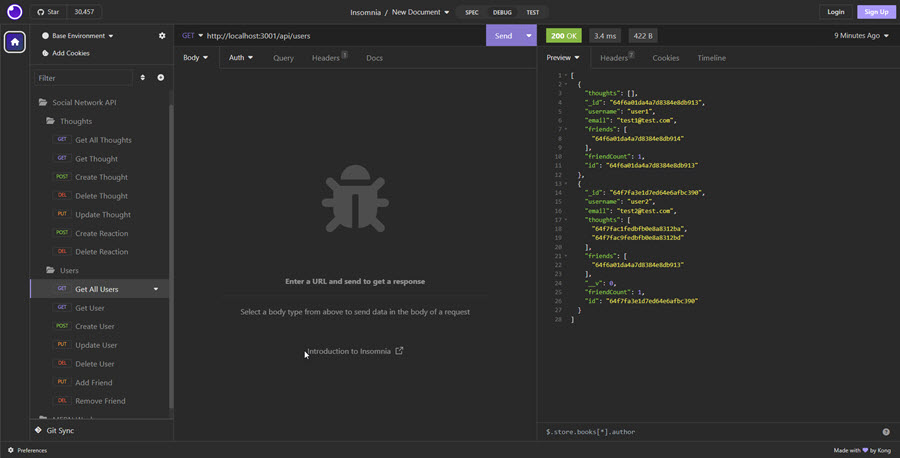 Star 30,457
Insomnia / New Document
SPEC DEBUG TEST
Login Sign Up
Base Environment
Add Cookies
Filter
Social Network API
Thoughts
GET Get All Thoughts
GET Get Thought
POST Create Thought
DEL Delete Thought
PUT Update Thought
POST Create Reaction
DEL Delete Reaction
Users
GET Get All Users
GET Get User
POST Create User
PUT Update User
DEL Delete User
PUT Add Friend
DEL Remove Friend
Git Sync
Preferences
GET http://localhost:3001/api/users
Send
Body Auth Query Headers 1 Docs
Enter a URL and send to get a response
Select a body type from above to send data in the body of a request
Introduction to Insomnia
200 OK 3.4 ms 422 B 9 Minutes Ago
Preview Headers 7 Cookies Timeline
1 [
2 {
3 "thoughts": [],
4 "_id": "64f6a01da4a7d8384e8db913",
5 "username": "user1",
6 "email": "test1@test.com",
7 "friends": [
8 "64f6a01da4a7d8384e8db914"
9 ],
10 "friendCount": 1,
11 "id": "64f6a01da4a7d8384e8db913"
12 },
13 {
14 "_id": "64f7fa3e1d7ed64e6afbc390",
15 "username": "user2",
16 "email": "test2@test.com",
17 "thoughts": [
18 "64f7fac1fedbfb0e8a8312ba",
19 "64f7fac9fedbfb0e8a8312bd"
20 ],
21 "friends": [
22 "64f6a01da4a7d8384e8db913"
23 ],
24 "__v": 0,
25 "friendCount": 1,
26 "id": "64f7fa3e1d7ed64e6afbc390"
27 }
28 ]
$.store.books[*].author
Made with by Kong